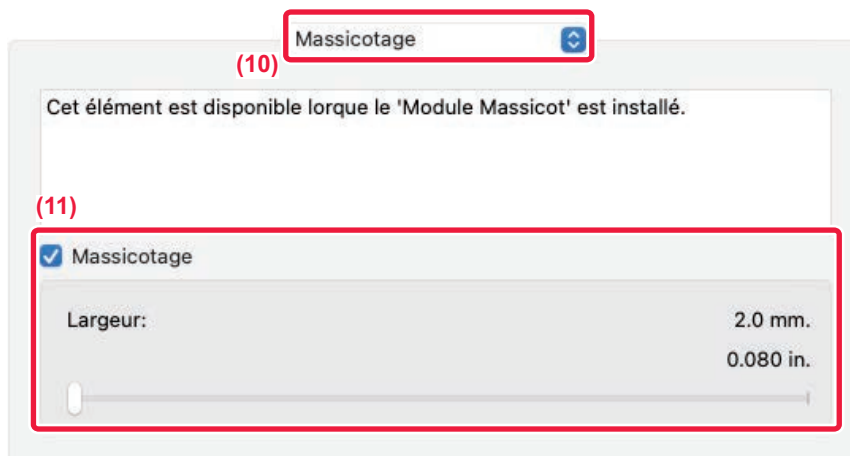 Massicotage
(10)
Cet élément est disponible lorque le 'Module Massicot' est installé.
(11)
Massicotage
Largeur: 2.0 mm.
0.080 in.